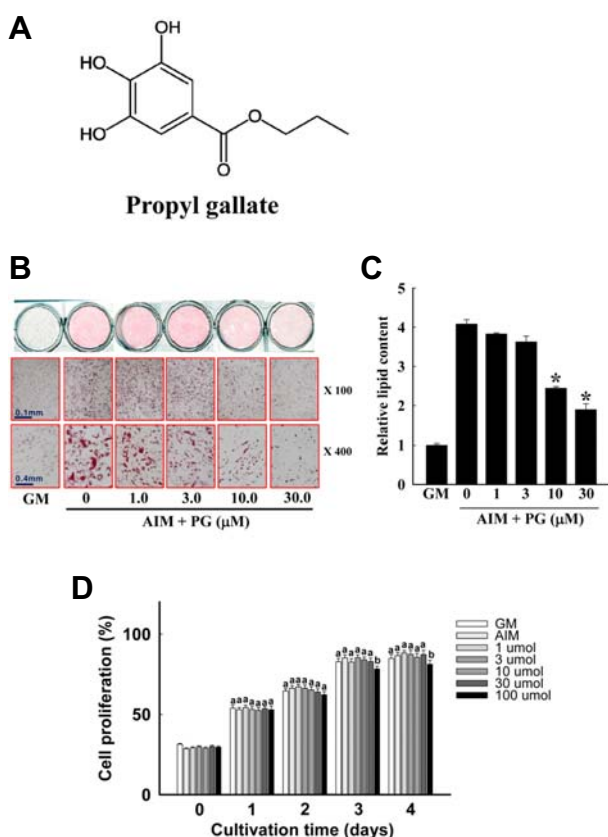 A
OH
HO
HO
O
O
Propyl gallate
B
X 100
0.1mm
X 400
0.4mm
GM 0 1.0 3.0 10.0 30.0
AIM + PG (μM)
C
Relative lipid content
5
4
3
2
1
0
* *
GM 0 1 3 10 30
AIM + PG (μM)
D
Cell proliferation (%)
100
50
0
a a a a a a a
a a a a a a a
a a a a a a b
a a a a a a b
0 1 2 3 4
Cultivation time (days)
GM
AIM
1 umol
3 umol
10 umol
30 umol
100 umol